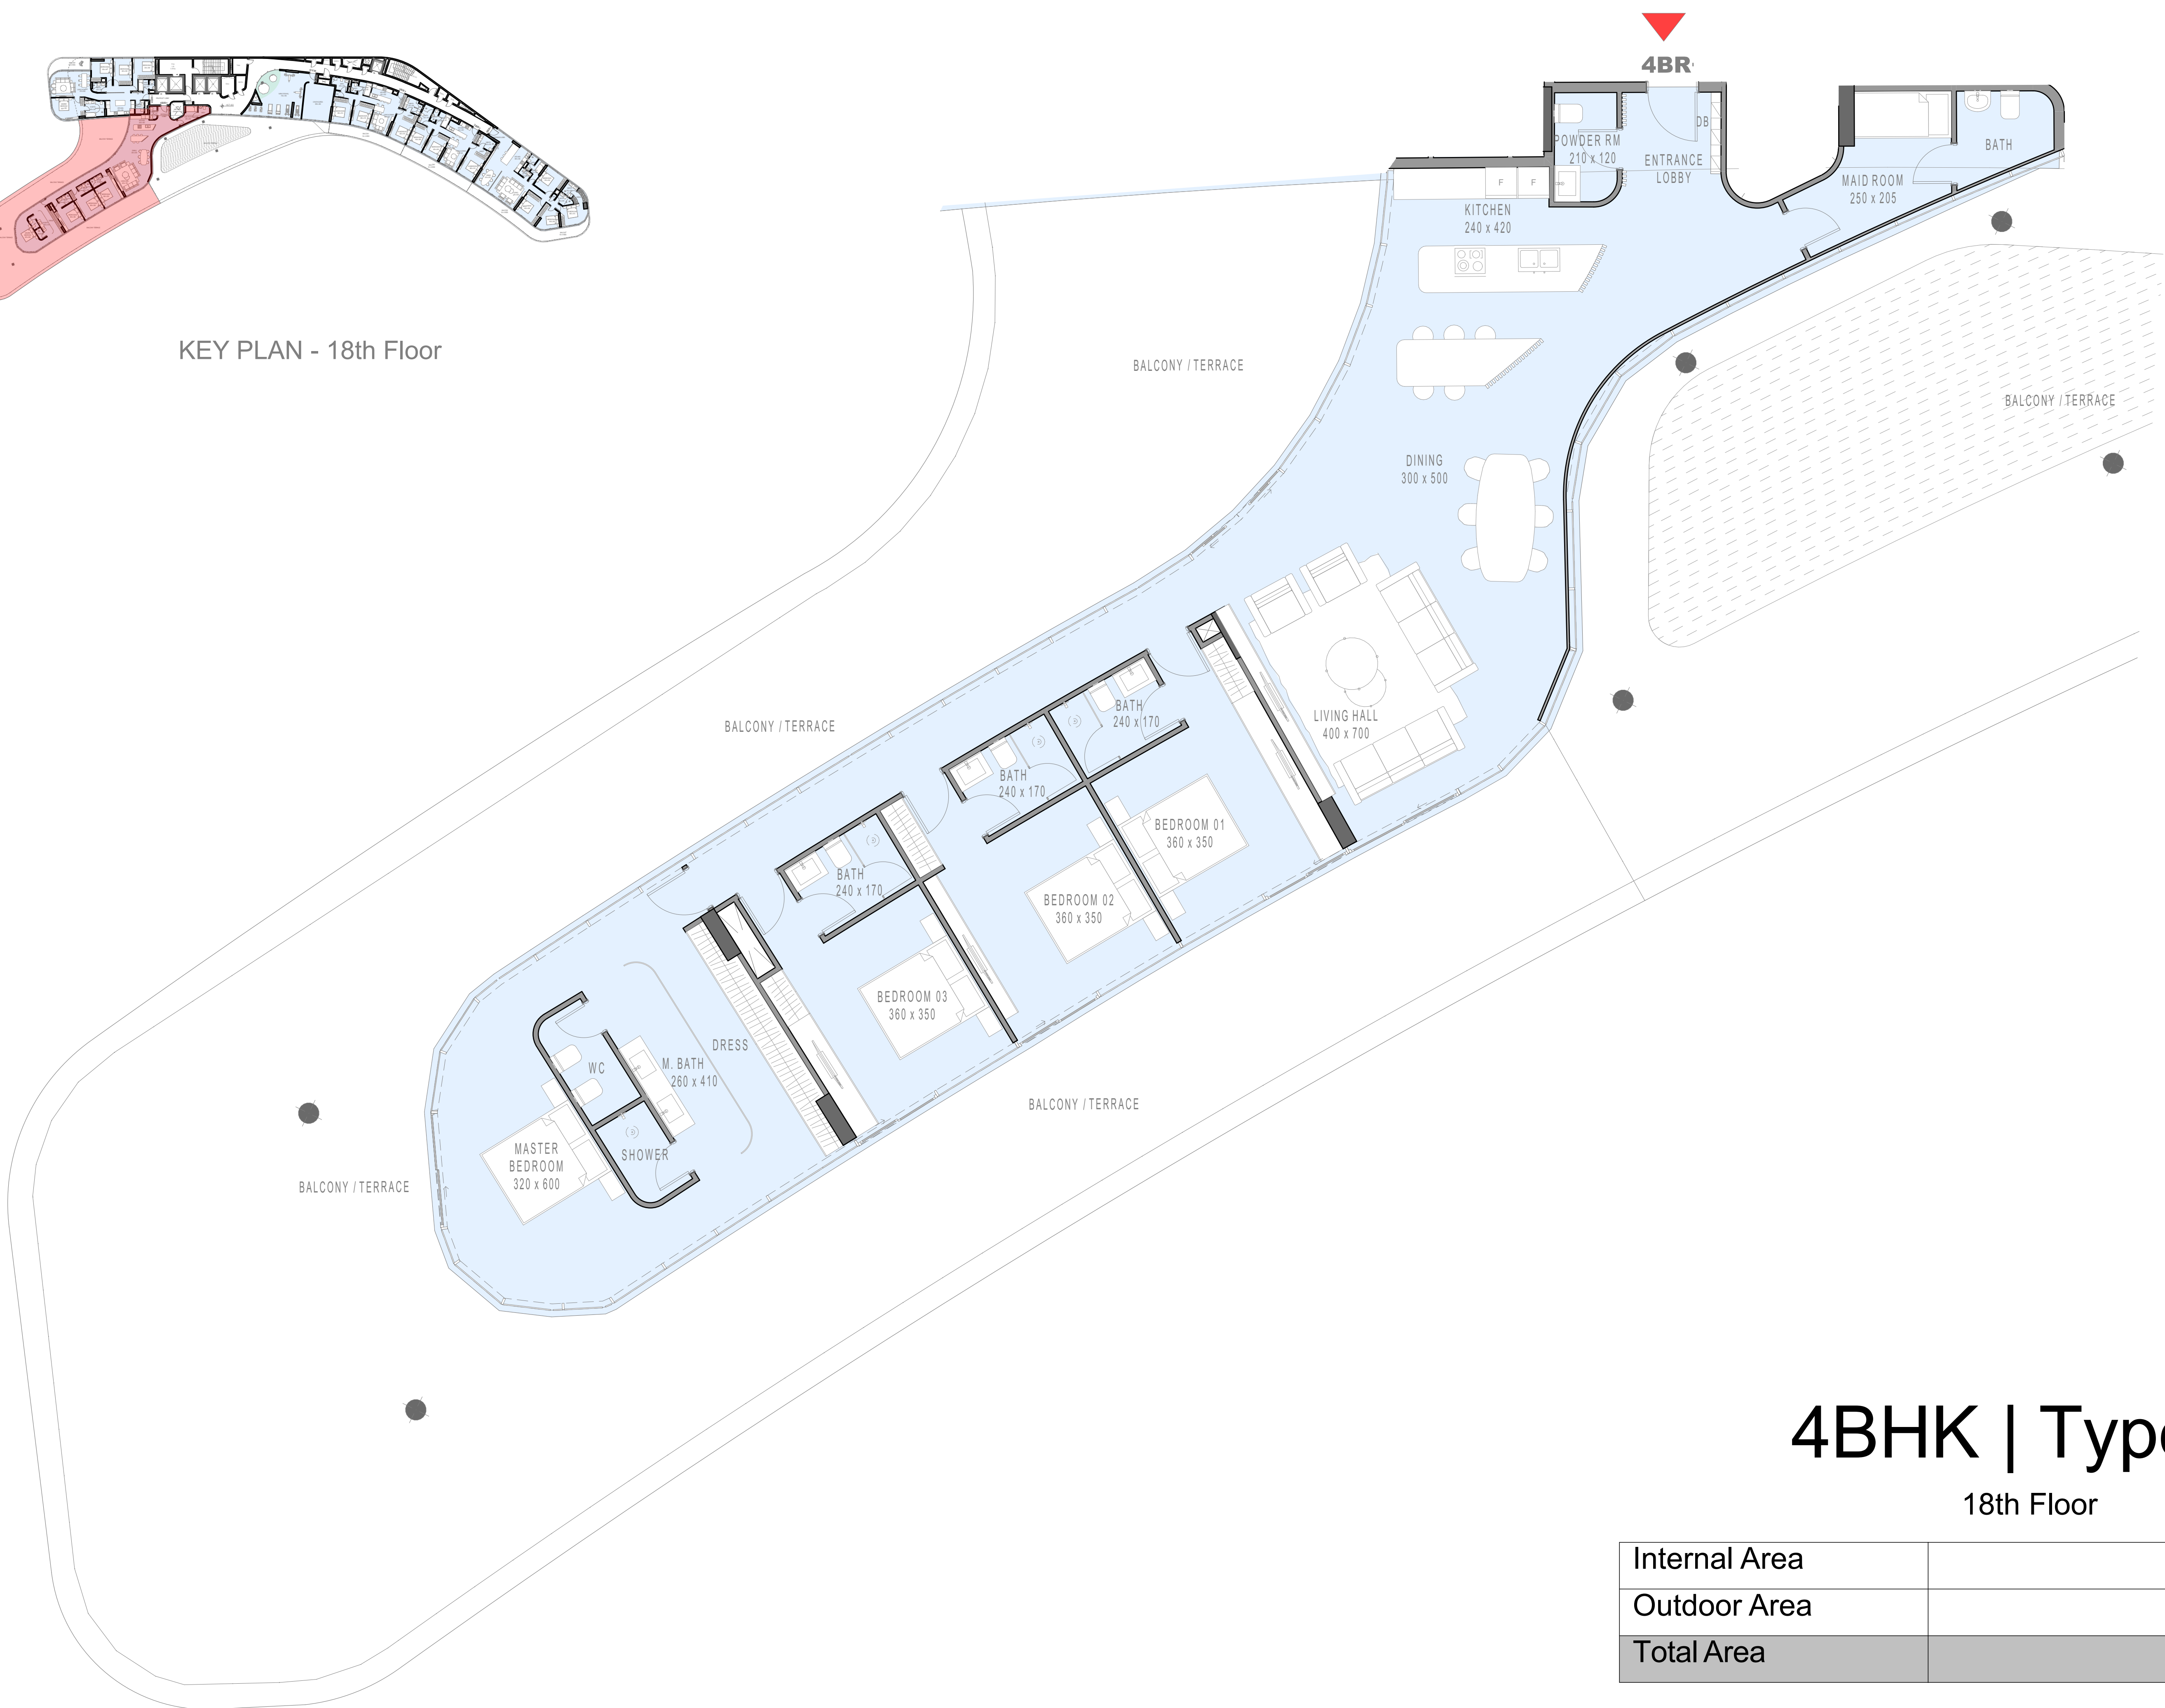 4BR
KEY PLAN - 18th Floor
POWDER RM
210 x 120
DB
ENTRANCE
LOBBY
BATH
MAID ROOM
250 x 205
F F
KITCHEN
240 x 420
BALCONY / TERRACE
BALCONY / TERRACE
DINING
300 x 500
BATH
240 x 170
LIVING HALL
400 x 700
BALCONY / TERRACE
BATH
240 x 170
BEDROOM 01
360 x 350
BATH
240 x 170
BEDROOM 02
360 x 350
BEDROOM 03
360 x 350
DRESS
WC
M. BATH
260 x 410
BALCONY / TERRACE
MASTER
BEDROOM
320 x 600
SHOWER
BALCONY / TERRACE
4BHK | Type
18th Floor
Internal Area
Outdoor Area
Total Area